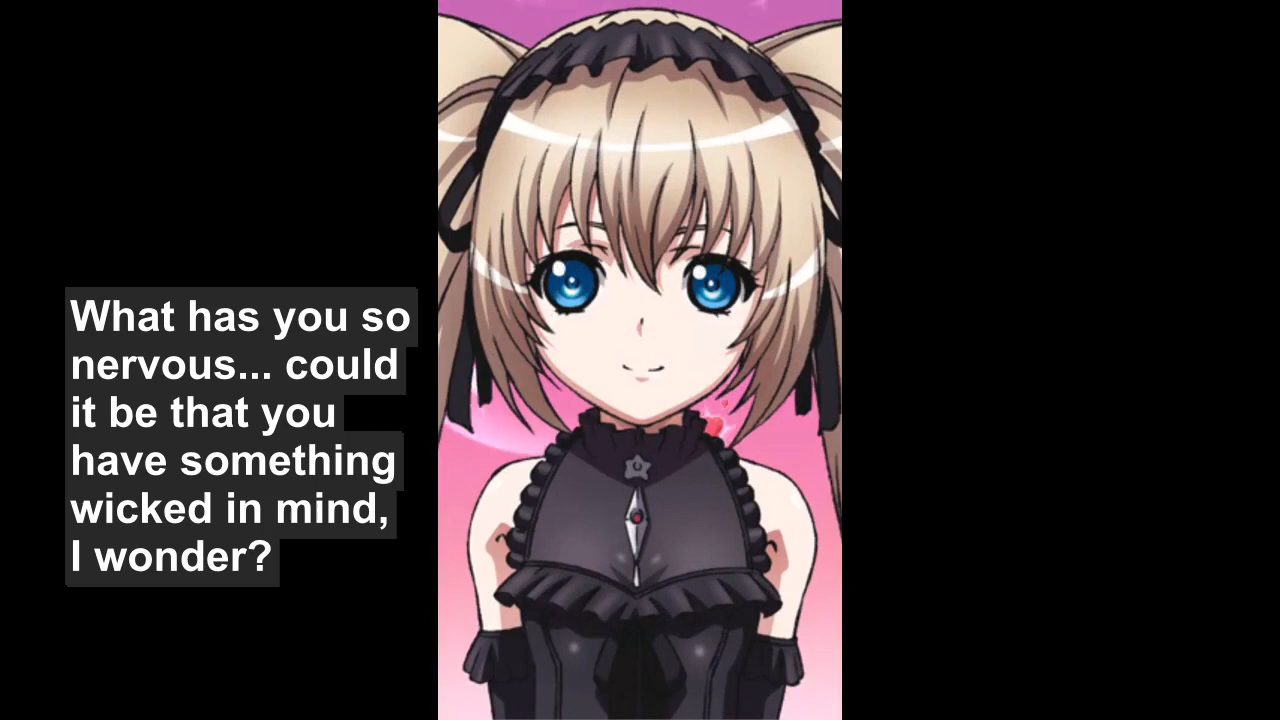 What has you so
nervous... could
it be that you
have something
wicked in mind,
I wonder?